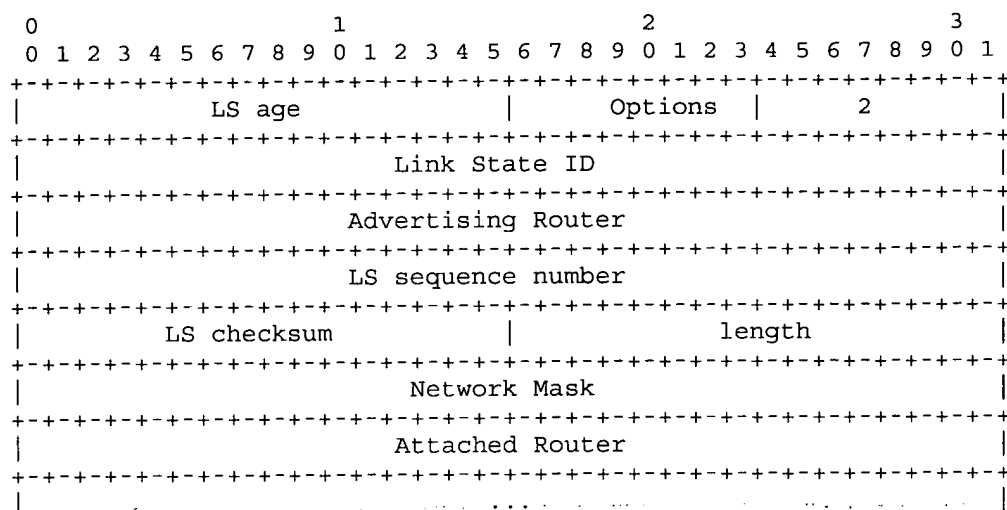 0 1 2 3
0 1 2 3 4 5 6 7 8 9 0 1 2 3 4 5 6 7 8 9 0 1 2 3 4 5 6 7 8 9 0 1
+-+-+-+-+-+-+-+-+-+-+-+-+-+-+-+-+-+-+-+-+-+-+-+-+-+-+-+-+-+-+-+-+
| LS age | Options | 2 |
+-+-+-+-+-+-+-+-+-+-+-+-+-+-+-+-+-+-+-+-+-+-+-+-+-+-+-+-+-+-+-+-+
| Link State ID |
+-+-+-+-+-+-+-+-+-+-+-+-+-+-+-+-+-+-+-+-+-+-+-+-+-+-+-+-+-+-+-+-+
| Advertising Router |
+-+-+-+-+-+-+-+-+-+-+-+-+-+-+-+-+-+-+-+-+-+-+-+-+-+-+-+-+-+-+-+-+
| LS sequence number |
+-+-+-+-+-+-+-+-+-+-+-+-+-+-+-+-+-+-+-+-+-+-+-+-+-+-+-+-+-+-+-+-+
| LS checksum | length |
+-+-+-+-+-+-+-+-+-+-+-+-+-+-+-+-+-+-+-+-+-+-+-+-+-+-+-+-+-+-+-+-+
| Network Mask |
+-+-+-+-+-+-+-+-+-+-+-+-+-+-+-+-+-+-+-+-+-+-+-+-+-+-+-+-+-+-+-+-+
| Attached Router |
+-+-+-+-+-+-+-+-+-+-+-+-+-+-+-+-+-+-+-+-+-+-+-+-+-+-+-+-+-+-+-+-+
| ... |